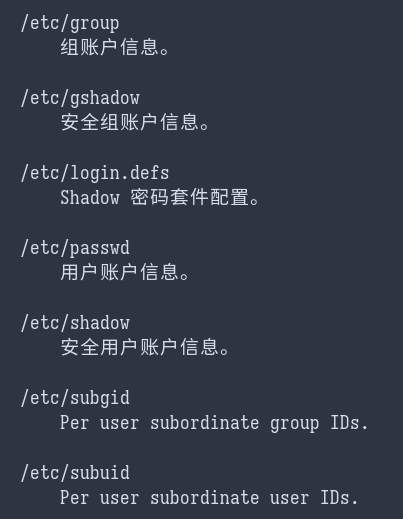 /etc/group
组账户信息。
/etc/gshadow
安全组账户信息。
/etc/login.defs
Shadow 密码套件配置。
/etc/passwd
用户账户信息。
/etc/shadow
安全用户账户信息。
/etc/subgid
Per user subordinate group IDs.
/etc/subuid
Per user subordinate user IDs.